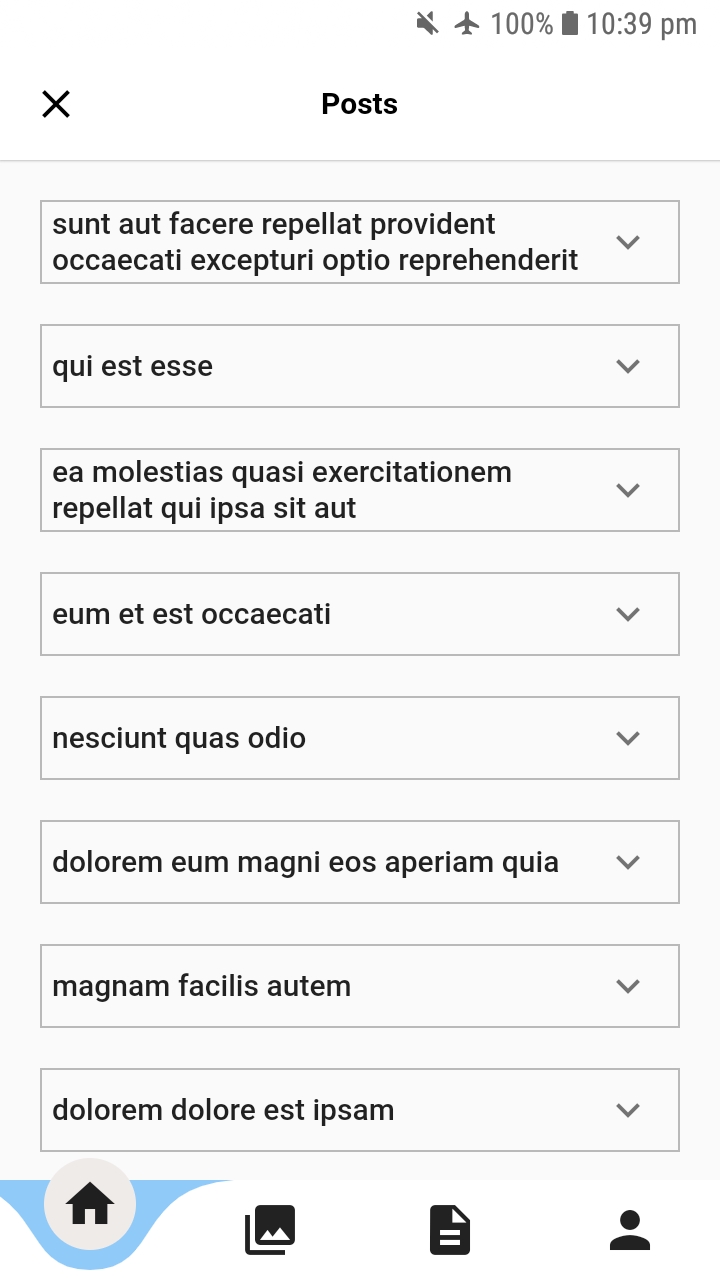 100% 10:39 pm
Posts
sunt aut facere repellat provident
occaecati excepturi optio reprehenderit
qui est esse
ea molestias quasi exercitationem
repellat qui ipsa sit aut
eum et est occaecati
nesciunt quas odio
dolorem eum magni eos aperiam quia
magnam facilis autem
dolorem dolore est ipsam